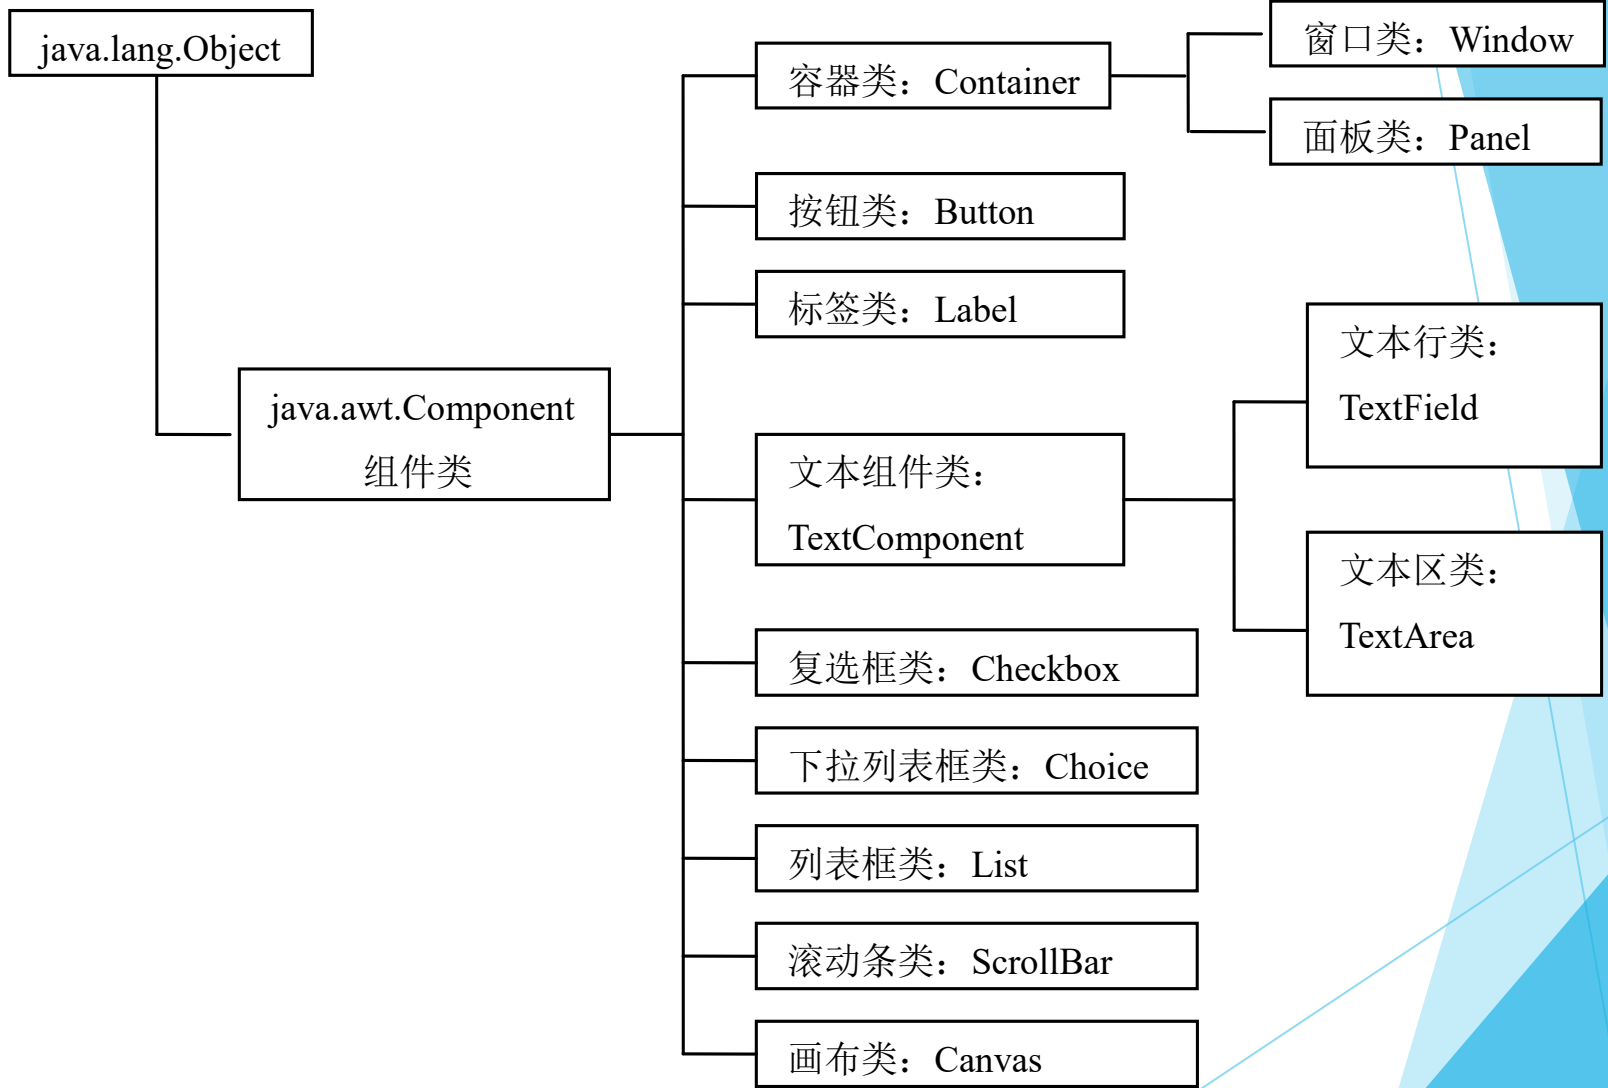 java.lang.Object
java.awt.Component
组件类
容器类：Container
窗口类：Window
面板类：Panel
按钮类：Button
标签类：Label
文本组件类：
TextComponent
文本行类：
TextField
文本区类：
TextArea
复选框类：Checkbox
下拉列表框类：Choice
列表框类：List
滚动条类：ScrollBar
画布类：Canvas